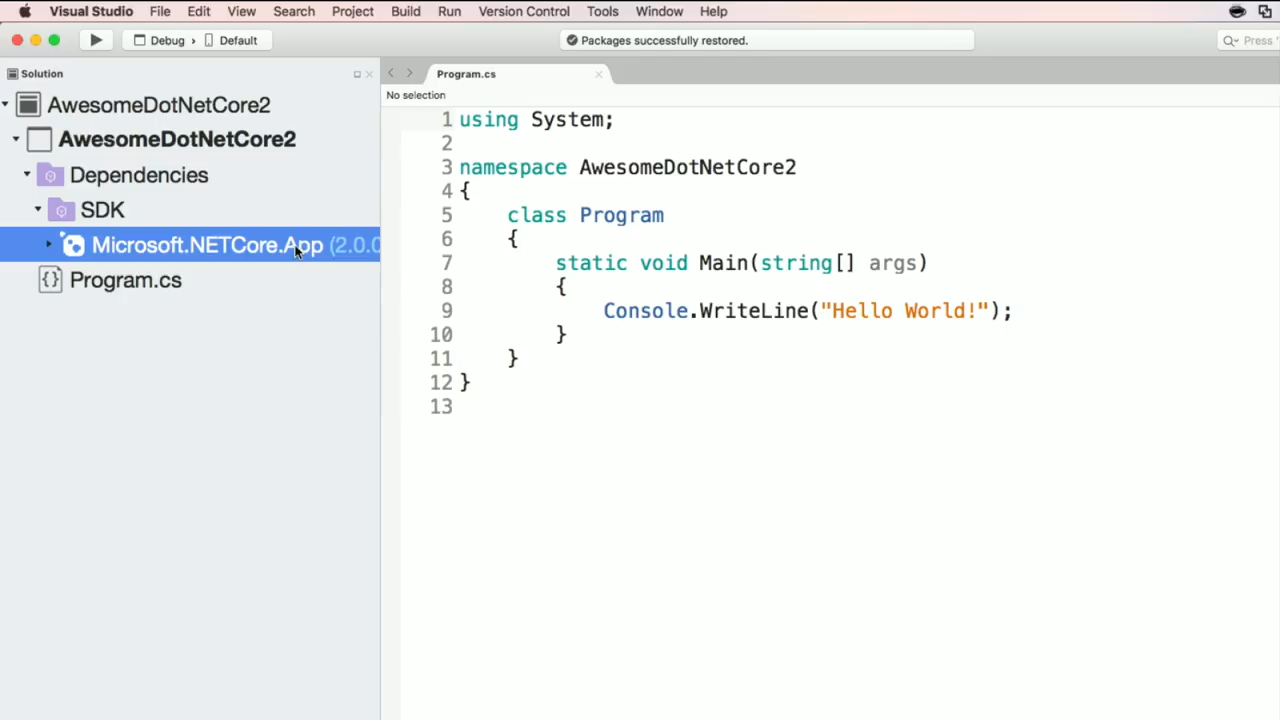 Visual Studio File Edit View Search Project Build Run Version Control Tools Window Help
Debug › Default
Packages successfully restored.
Press
Solution
Program.cs
No selection
AwesomeDotNetCore2
AwesomeDotNetCore2
Dependencies
SDK
Microsoft.NETCore.App (2.0.0
Program.cs
1 using System;
2
3 namespace AwesomeDotNetCore2
4 {
5 class Program
6 {
7 static void Main(string[] args)
8 {
9 Console.WriteLine("Hello World!");
10 }
11 }
12 }
13